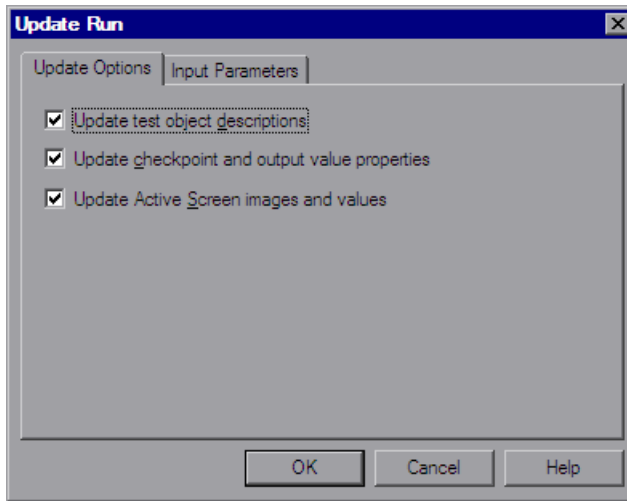 Update Run
Update Options Input Parameters
Update test object descriptions
Update checkpoint and output value properties
Update Active Screen images and values
OK Cancel Help